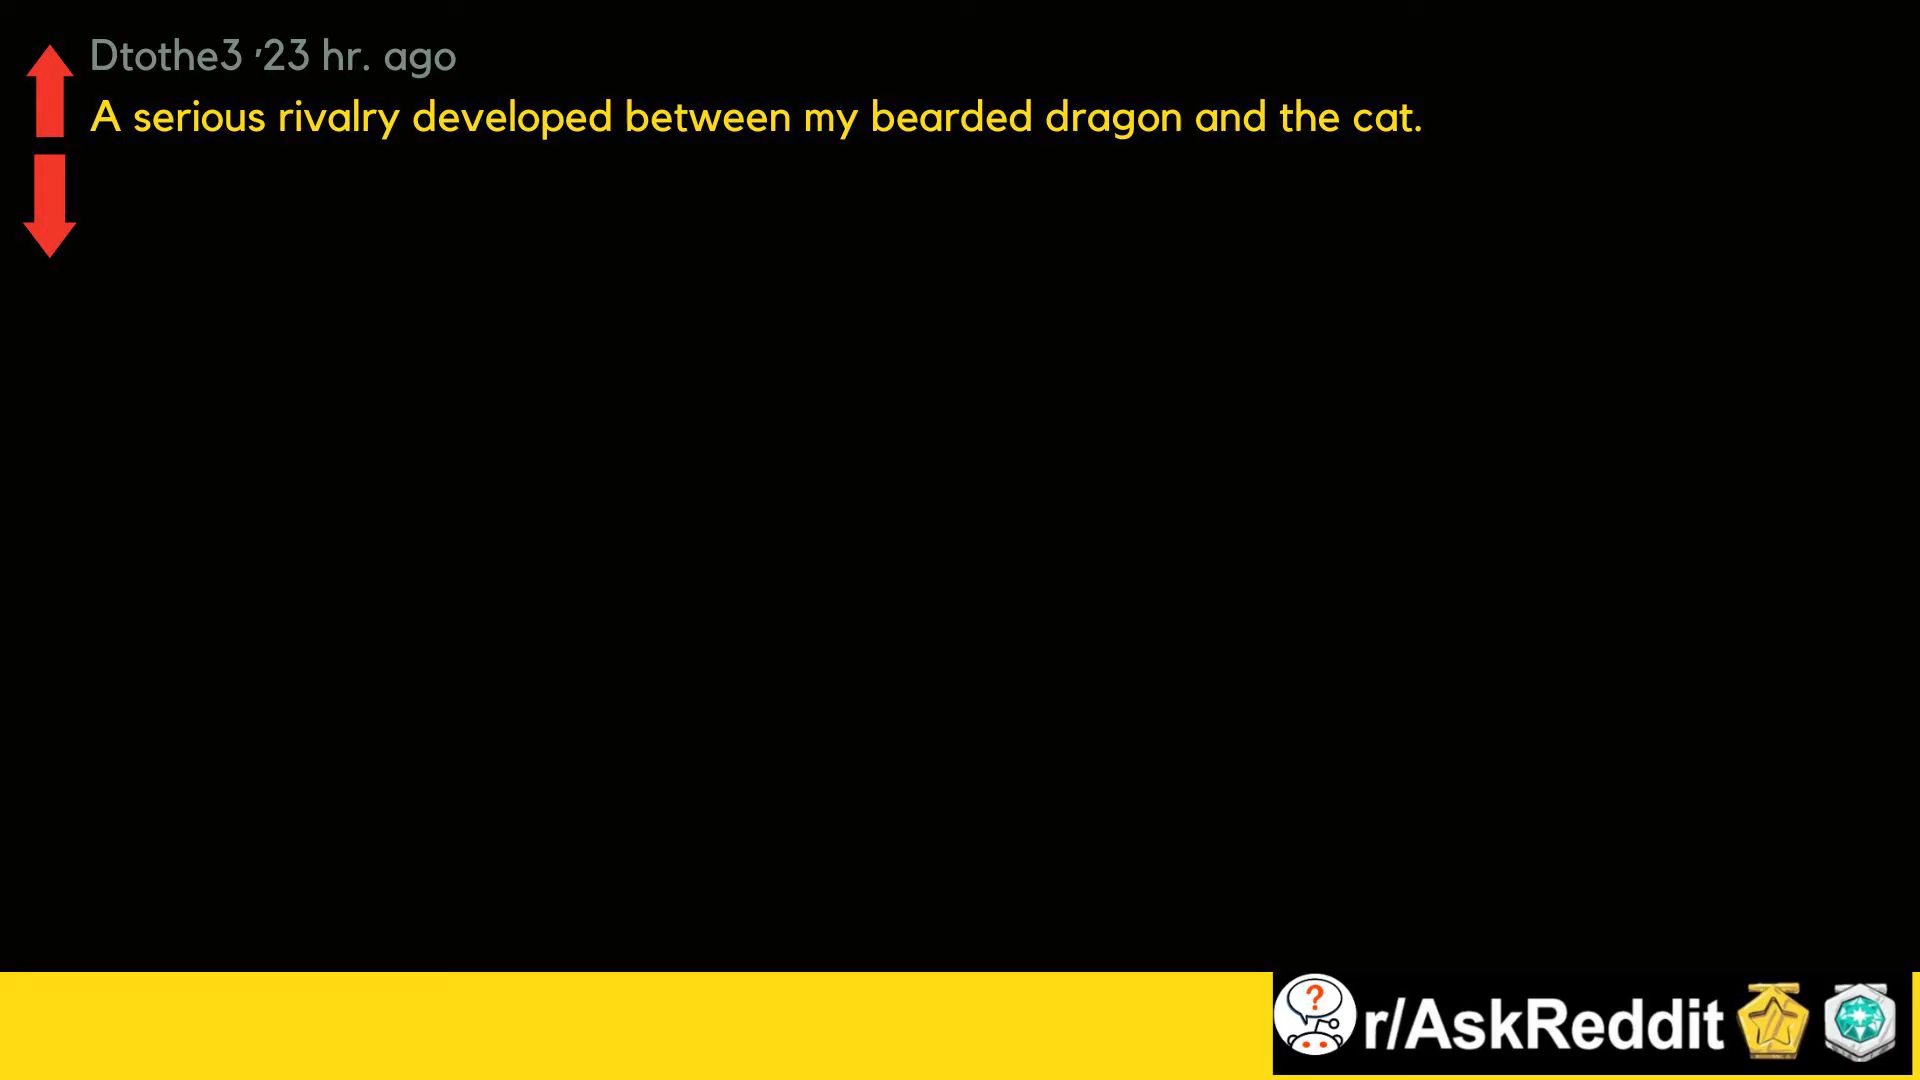 Dtothe3 ·23 hr. ago
A serious rivalry developed between my bearded dragon and the cat.
?
r/AskReddit